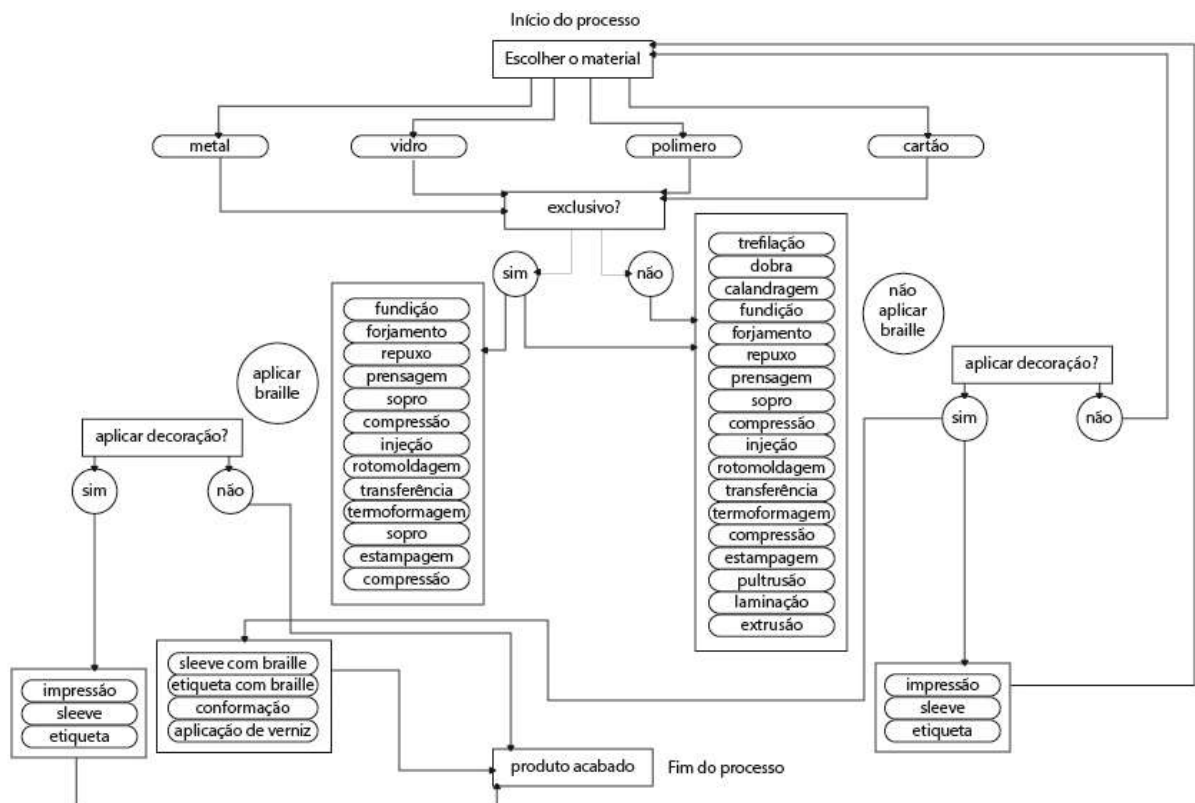 Início do processo
Escolher o material
metal
vidro
polimero
cartão
exclusivo?
sim
não
fundição
forjamento
repuxo
prensagem
sopro
compressão
injeção
rotomoldagem
transferência
termoformagem
sopro
estampagem
compressão
trefilação
dobra
calandragem
fundição
forjamento
repuxo
prensagem
sopro
compressão
injeção
rotomoldagem
transferência
termoformagem
compressão
estampagem
pultrusão
laminação
extrusão
aplicar
braille
aplicar decoração?
sim
não
não
aplicar
braille
aplicar decoração?
sim
não
impressão
sleeve
etiqueta
sleeve com braille
etiqueta com braille
conformação
aplicação de verniz
impressão
sleeve
etiqueta
produto acabado
Fim do processo